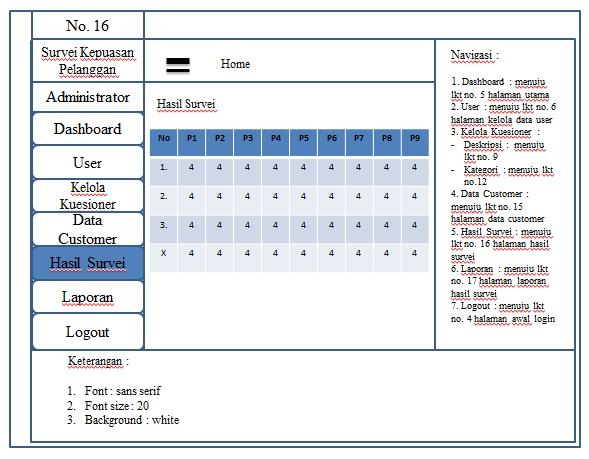 No. 16
Survei Kepuasan
Pelanggan
Administrator
Dashboard
User
Kelola
Kuesioner
Data
Customer
Hasil Survei
Laporan
Logout
Home
Hasil Survei
No P1 P2 P3 P4 P5 P6 P7 P8 P9
1. 4 4 4 4 4 4 4 4 4
2. 4 4 4 4 4 4 4 4 4
3. 4 4 4 4 4 4 4 4 4
X 4 4 4 4 4 4 4 4 4
Navigasi :
1. Dashboard : menuju
lkt no. 5 halaman utama
2. User : menuju lkt no. 6
halaman kelola data user
3. Kelola Kuesioner :
- Deskripsi : menuju
lkt no. 9
- Kategori : menuju lkt
no.12
4. Data Customer :
menuju lkt no. 15
halaman data customer
5. Hasil Survei : menuju
lkt no. 16 halaman hasil
survei
6. Laporan : menuju lkt
no. 17 halaman laporan
hasil survei
7. Logout : menuju lkt
no. 4 halaman awal login
Keterangan :
1. Font : sans serif
2. Font size : 20
3. Background : white